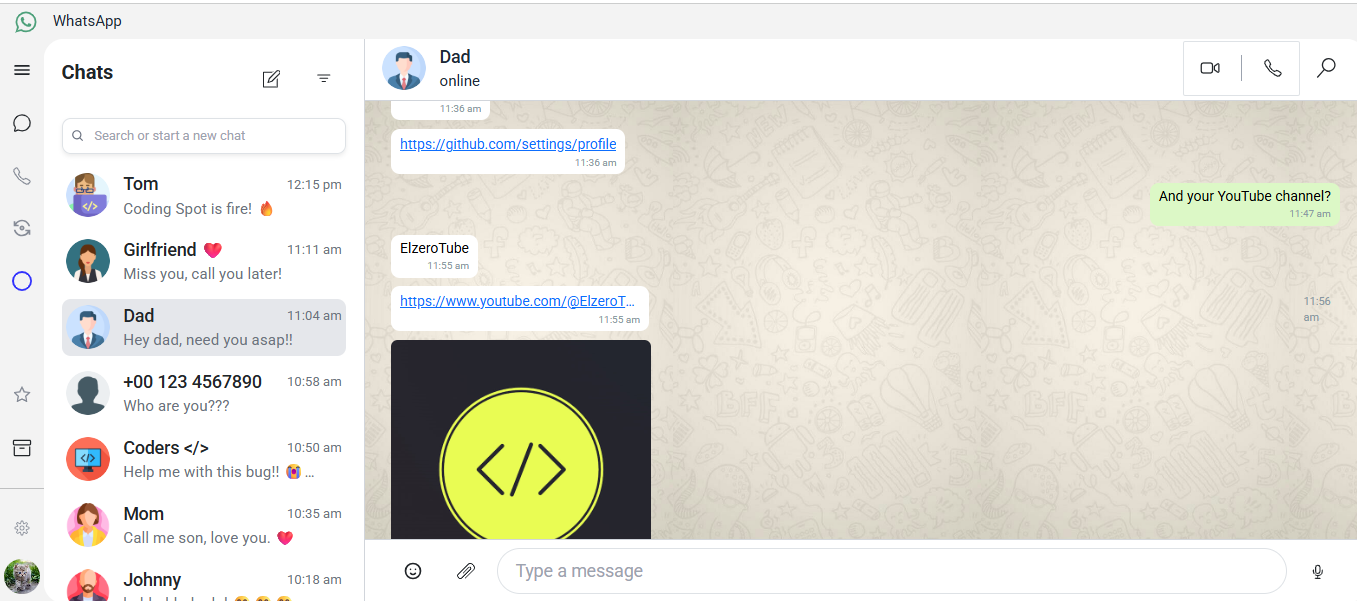 WhatsApp
Chats
Search or start a new chat
Tom
12:15 pm
Coding Spot is fire! 🔥
Girlfriend ❤️
11:11 am
Miss you, call you later!
Dad
11:04 am
Hey dad, need you asap!!
+00 123 4567890
10:58 am
Who are you???
Coders </>
10:50 am
Help me with this bug!! 😭 ...
Mom
10:35 am
Call me son, love you. ❤️
Johnny
10:18 am
Dad
online
11:36 am
https://github.com/settings/profile
11:36 am
And your YouTube channel?
11:47 am
ElzeroTube
11:55 am
https://www.youtube.com/@ElzeroT...
11:55 am
11:56
am
</>
Type a message